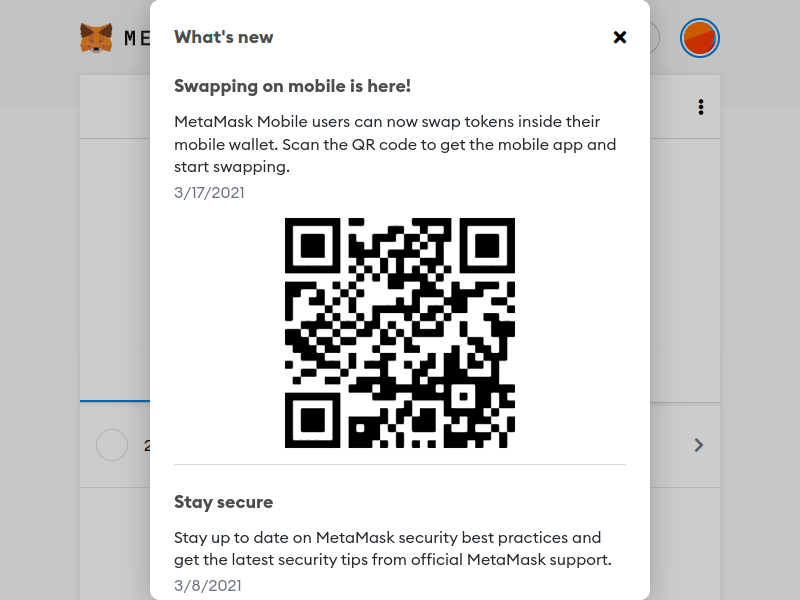 ME
What's new
Swapping on mobile is here!
MetaMask Mobile users can now swap tokens inside their
mobile wallet. Scan the QR code to get the mobile app and
start swapping.
3/17/2021
2
Stay secure
Stay up to date on MetaMask security best practices and
get the latest security tips from official MetaMask support.
3/8/2021